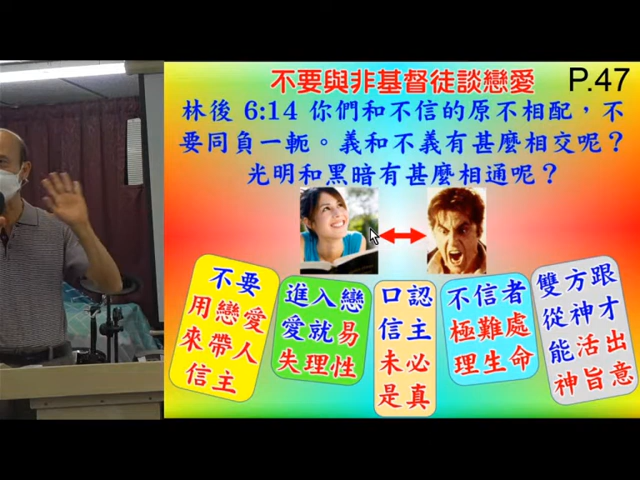 不要與非基督徒談戀愛
P.47
林後 6:14 你們和不信的原不相配，不
要同負一軛。義和不義有甚麼相交呢？
光明和黑暗有甚麼相通呢？
不要
用戀愛
來帶人
信主
進入戀
愛就易
失理性
口認
信主
未必
是真
不信者
極難處
理生命
雙方跟
從神才
能活出
神旨意